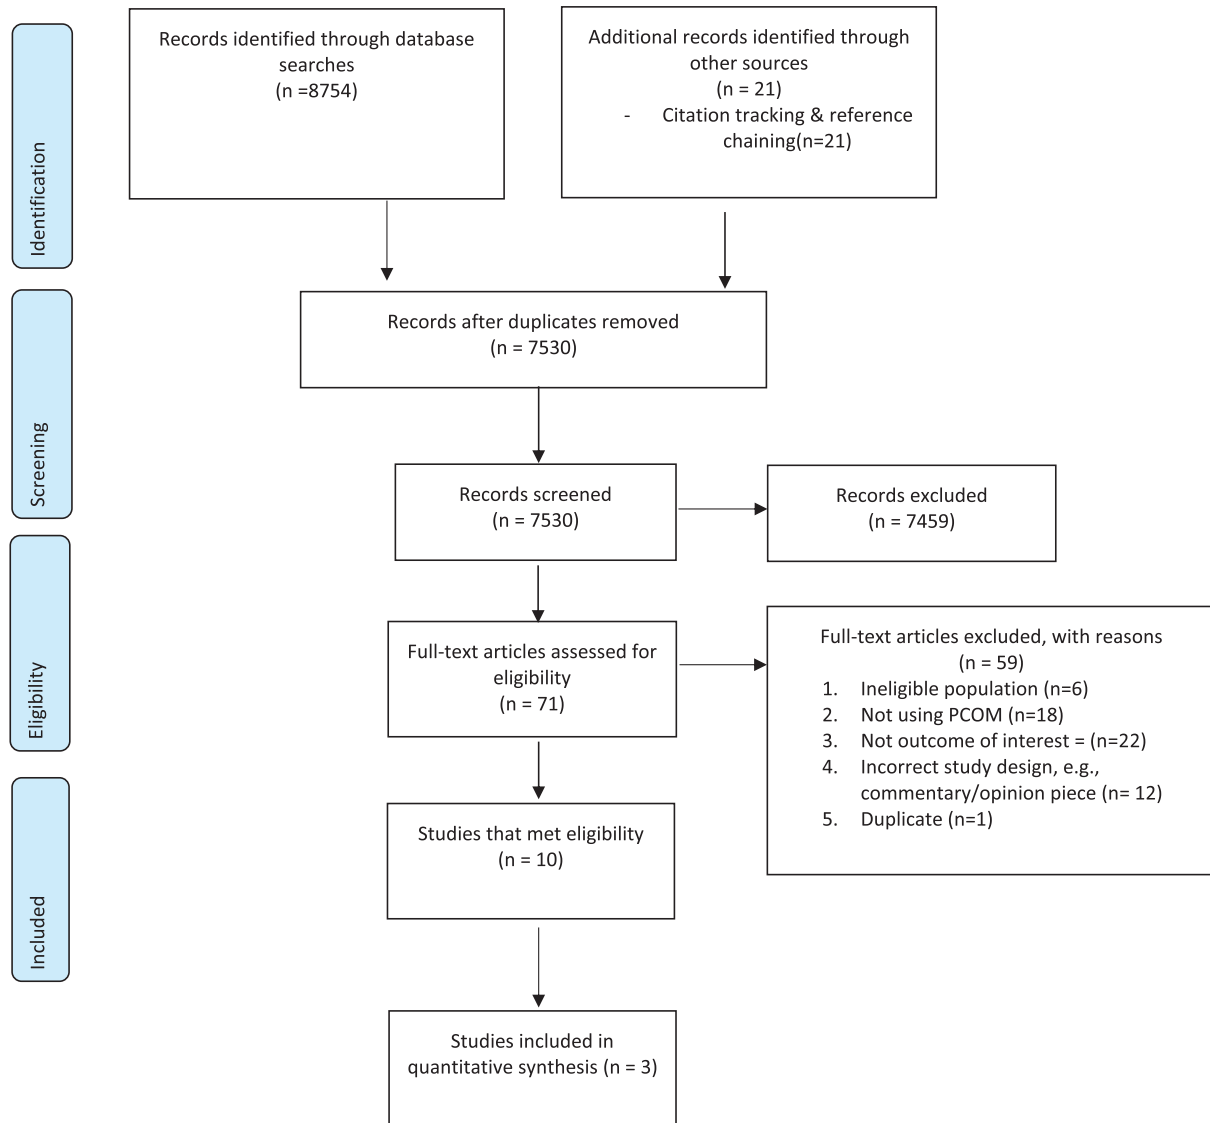 Identification
Records identified through database
searches
(n =8754)
Additional records identified through
other sources
(n = 21)
- Citation tracking & reference
chaining(n=21)
Screening
Records after duplicates removed
(n = 7530)
Records screened
(n = 7530)
Records excluded
(n = 7459)
Eligibility
Full-text articles assessed for
eligibility
(n = 71)
Full-text articles excluded, with reasons
(n = 59)
1. Ineligible population (n=6)
2. Not using PCOM (n=18)
3. Not outcome of interest = (n=22)
4. Incorrect study design, e.g.,
commentary/opinion piece (n= 12)
5. Duplicate (n=1)
Included
Studies that met eligibility
(n = 10)
Studies included in
quantitative synthesis (n = 3)